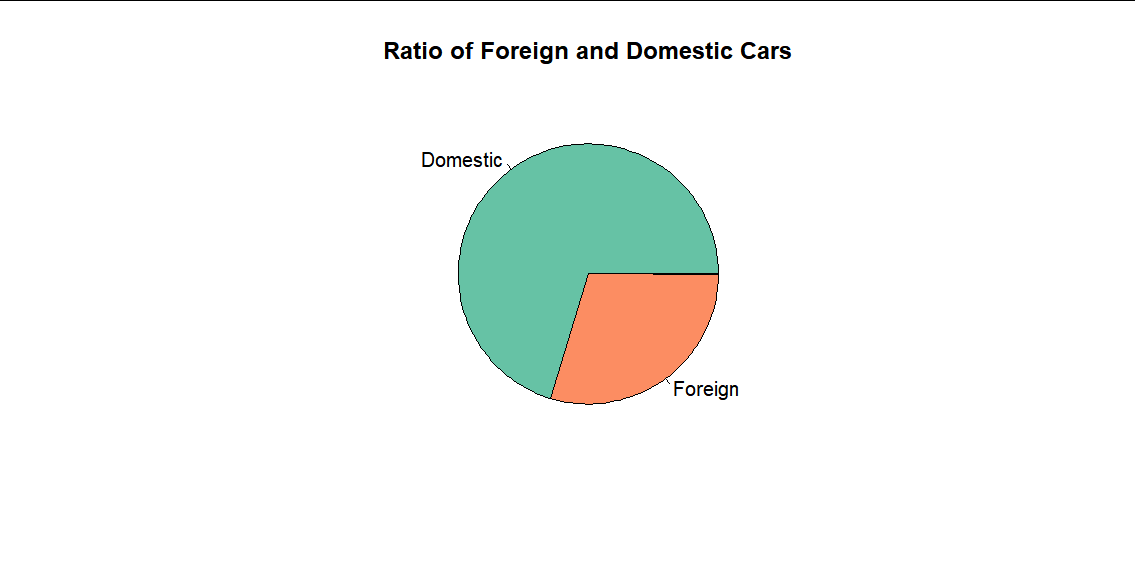 Ratio of Foreign and Domestic Cars
Domestic
Foreign